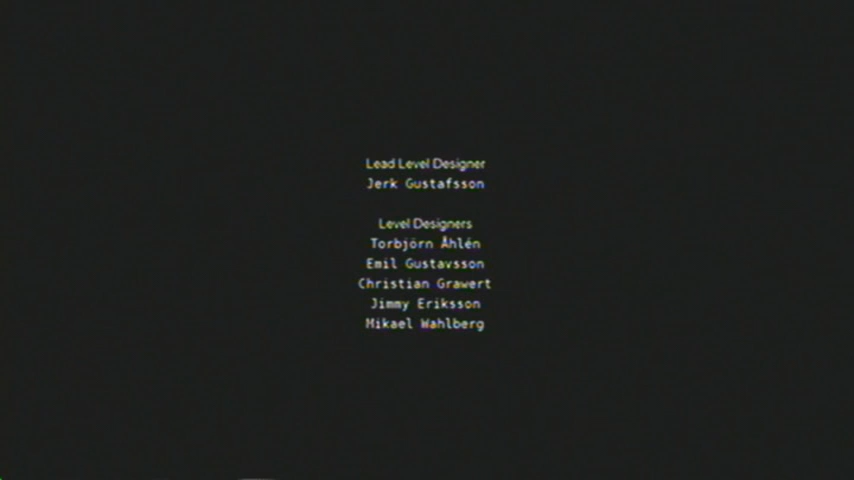 Lead Level Designer
Jerk Gustafsson
Level Designers
Torbjörn Åhlén
Emil Gustavsson
Christian Grawert
Jimmy Eriksson
Mikael Wahlberg